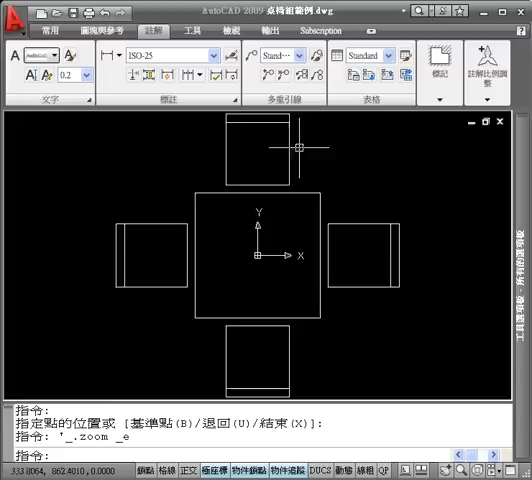 AutoCAD 2009 桌椅組範例.dwg
常用 圖塊與參考 註解 工具 檢視 輸出 Subscription
A ISO-25 Stand··· Standard
0.2
標記 註解比例調整
文字 標註 多重引線 表格
Y
X
工具選項板 - 所有的選項板
指令:
指定點的位置或 [基準點(B)/退回(U)/結束(X)]:
指令: '_.zoom _e
指令:
333.8064, 862.4010, 0.0000 鎖點 格線 正交 極座標 物件鎖點 物件追蹤 DUCS 動態 線粗 QP